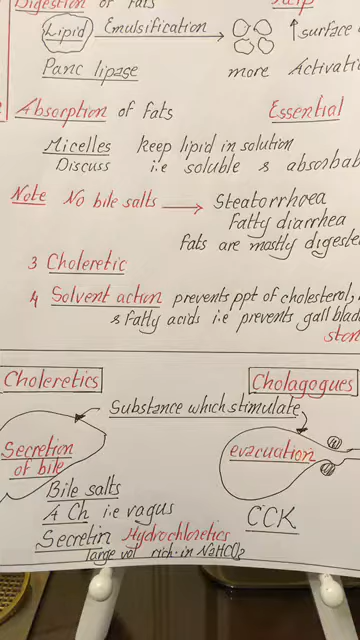 Digestion of Fats
Lipid Emulsification ↑ surface
Panc lipase more Activati
Absorption of fats Essential
Micelles keep lipid in solution
Discuss i.e soluble & absorbab
Note No bile salts → Steatorrhoea
Fatty diarrhea
fats are mostly digeste
3 Choleretic
4 Solvent action prevents ppt of cholesterol,
& fatty acids i.e prevents gall blad
ston
Choleretics Cholagogues
Substance which stimulate
Secretion of bile evacuation
Bile salts
A Ch i.e vagus CCK
Secretin Hydrochloretics
large vol rich in NaHCO3